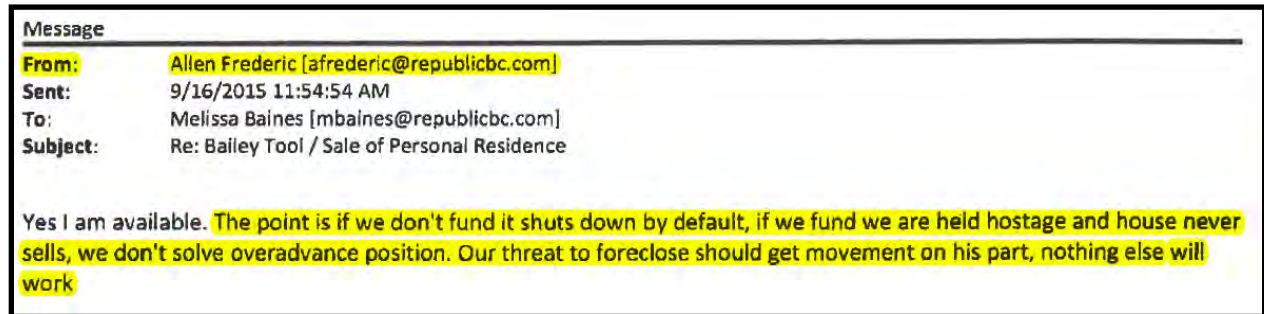 Message
From: Allen Frederic [afrederic@republicbc.com]
Sent: 9/16/2015 11:54:54 AM
To: Melissa Baines [mbaines@republicbc.com]
Subject: Re: Bailey Tool / Sale of Personal Residence
Yes I am available. The point is if we don't fund it shuts down by default, if we fund we are held hostage and house never
sells, we don't solve overadvance position. Our threat to foreclose should get movement on his part, nothing else will
work